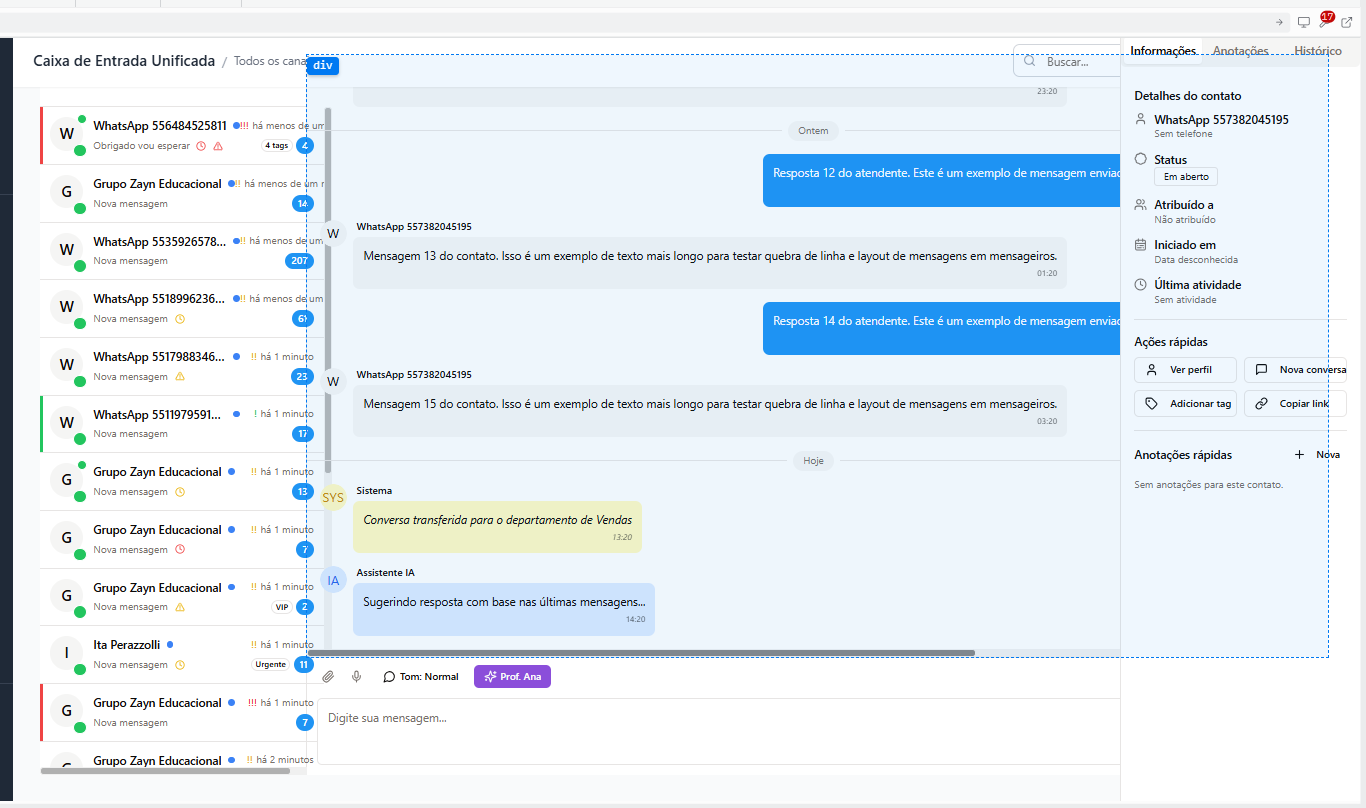 17
Caixa de Entrada Unificada / Todos os cana
div
Buscar...
Informações Anotações Histórico
WhatsApp 556484525811 !!! há menos de um
Obrigado vou esperar 4 tags 4
Grupo Zayn Educacional !! há menos de um r
Nova mensagem 14
WhatsApp 5535926578... !! há menos de um
Nova mensagem 207
WhatsApp 5518996236... !! há menos de um
Nova mensagem
WhatsApp 5517988346... !! há 1 minuto
Nova mensagem 23
WhatsApp 5511979591... ! há 1 minuto
Nova mensagem 17
Grupo Zayn Educacional !! há 1 minuto
Nova mensagem 13
Grupo Zayn Educacional !! há 1 minuto
Nova mensagem 7
Grupo Zayn Educacional !! há 1 minuto
Nova mensagem VIP 2
Ita Perazzolli !! há 1 minuto
Nova mensagem Urgente 11
Grupo Zayn Educacional !!! há 1 minuto
Nova mensagem 7
Grupo Zayn Educacional !! há 2 minutos
W
G
W
W
W
W
G
G
G
I
G
G
23:20
Ontem
Resposta 12 do atendente. Este é um exemplo de mensagem enviad
WhatsApp 557382045195
W
Mensagem 13 do contato. Isso é um exemplo de texto mais longo para testar quebra de linha e layout de mensagens em mensageiros.
01:20
Resposta 14 do atendente. Este é um exemplo de mensagem enviad
WhatsApp 557382045195
W
Mensagem 15 do contato. Isso é um exemplo de texto mais longo para testar quebra de linha e layout de mensagens em mensageiros.
03:20
Hoje
Sistema
SYS
Conversa transferida para o departamento de Vendas
13:20
Assistente IA
IA
Sugerindo resposta com base nas últimas mensagens...
14:20
Tom: Normal Prof. Ana
Digite sua mensagem...
Detalhes do contato
WhatsApp 557382045195
Sem telefone
Status
Em aberto
Atribuído a
Não atribuído
Iniciado em
Data desconhecida
Última atividade
Sem atividade
Ações rápidas
Ver perfil Nova conversa
Adicionar tag Copiar link
Anotações rápidas + Nova
Sem anotações para este contato.